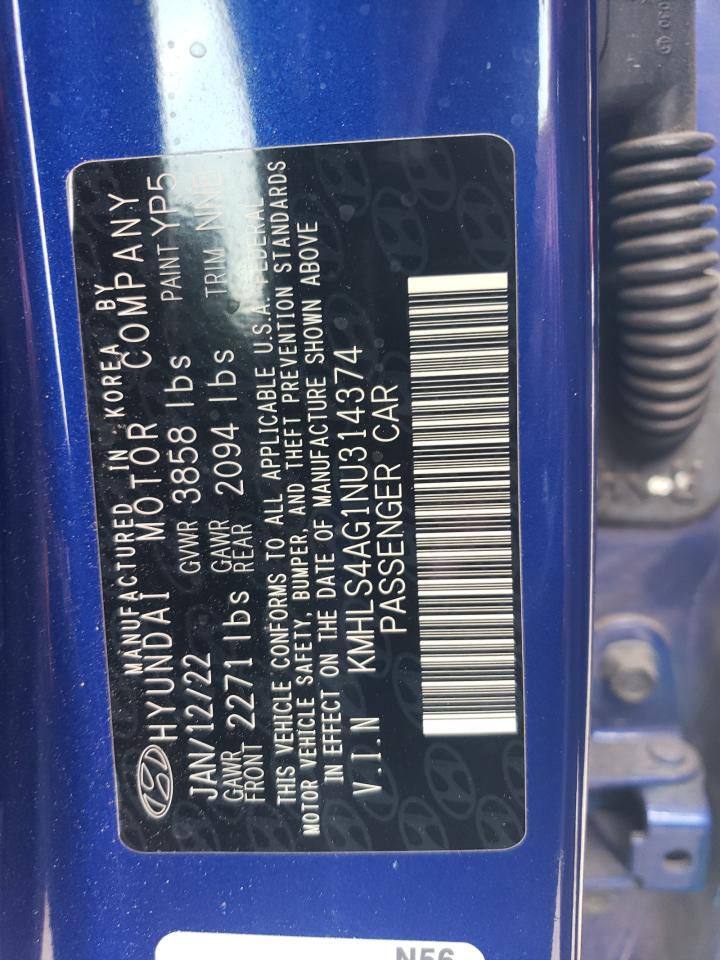 MANUFACTURED IN KOREA BY
HYUNDAI MOTOR COMPANY
JAN/12/22 GVWR 3858 lbs PAINT YP5
GAWR FRONT 2271 lbs GAWR REAR 2094 lbs TRIM NNB
THIS VEHICLE CONFORMS TO ALL APPLICABLE U.S.A. FEDERAL
MOTOR VEHICLE SAFETY, BUMPER, AND THEFT PREVENTION STANDARDS
IN EFFECT ON THE DATE OF MANUFACTURE SHOWN ABOVE
V.I.N KMHLS4AG1NU314374
PASSENGER CAR
N56